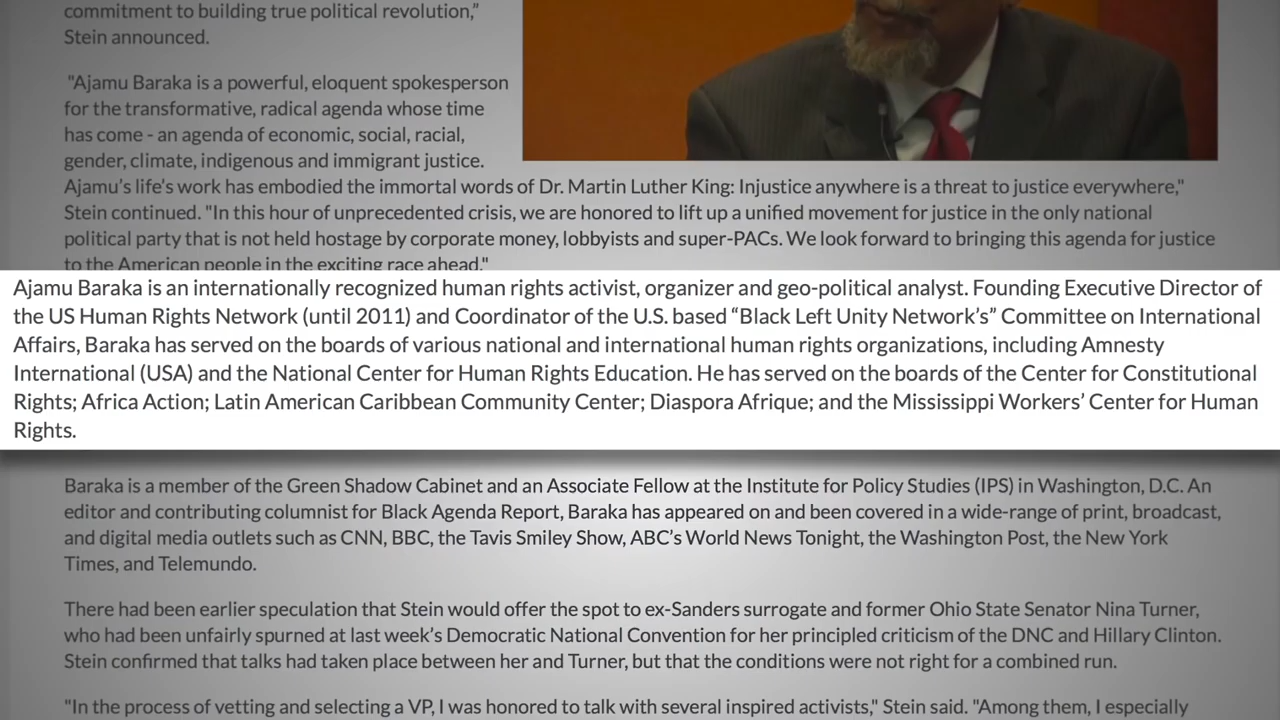 commitment to building true political revolution,”
Stein announced.
"Ajamu Baraka is a powerful, eloquent spokesperson
for the transformative, radical agenda whose time
has come - an agenda of economic, social, racial,
gender, climate, indigenous and immigrant justice.
Ajamu’s life’s work has embodied the immortal words of Dr. Martin Luther King: Injustice anywhere is a threat to justice everywhere,"
Stein continued. "In this hour of unprecedented crisis, we are honored to lift up a unified movement for justice in the only national
political party that is not held hostage by corporate money, lobbyists and super-PACs. We look forward to bringing this agenda for justice
to the American people in the exciting race ahead."
Ajamu Baraka is an internationally recognized human rights activist, organizer and geo-political analyst. Founding Executive Director of
the US Human Rights Network (until 2011) and Coordinator of the U.S. based “Black Left Unity Network’s” Committee on International
Affairs, Baraka has served on the boards of various national and international human rights organizations, including Amnesty
International (USA) and the National Center for Human Rights Education. He has served on the boards of the Center for Constitutional
Rights; Africa Action; Latin American Caribbean Community Center; Diaspora Afrique; and the Mississippi Workers’ Center for Human
Rights.
Baraka is a member of the Green Shadow Cabinet and an Associate Fellow at the Institute for Policy Studies (IPS) in Washington, D.C. An
editor and contributing columnist for Black Agenda Report, Baraka has appeared on and been covered in a wide-range of print, broadcast,
and digital media outlets such as CNN, BBC, the Tavis Smiley Show, ABC’s World News Tonight, the Washington Post, the New York
Times, and Telemundo.
There had been earlier speculation that Stein would offer the spot to ex-Sanders surrogate and former Ohio State Senator Nina Turner,
who had been unfairly spurned at last week’s Democratic National Convention for her principled criticism of the DNC and Hillary Clinton.
Stein confirmed that talks had taken place between her and Turner, but that the conditions were not right for a combined run.
"In the process of vetting and selecting a VP, I was honored to talk with several inspired activists," Stein said. "Among them, I especially